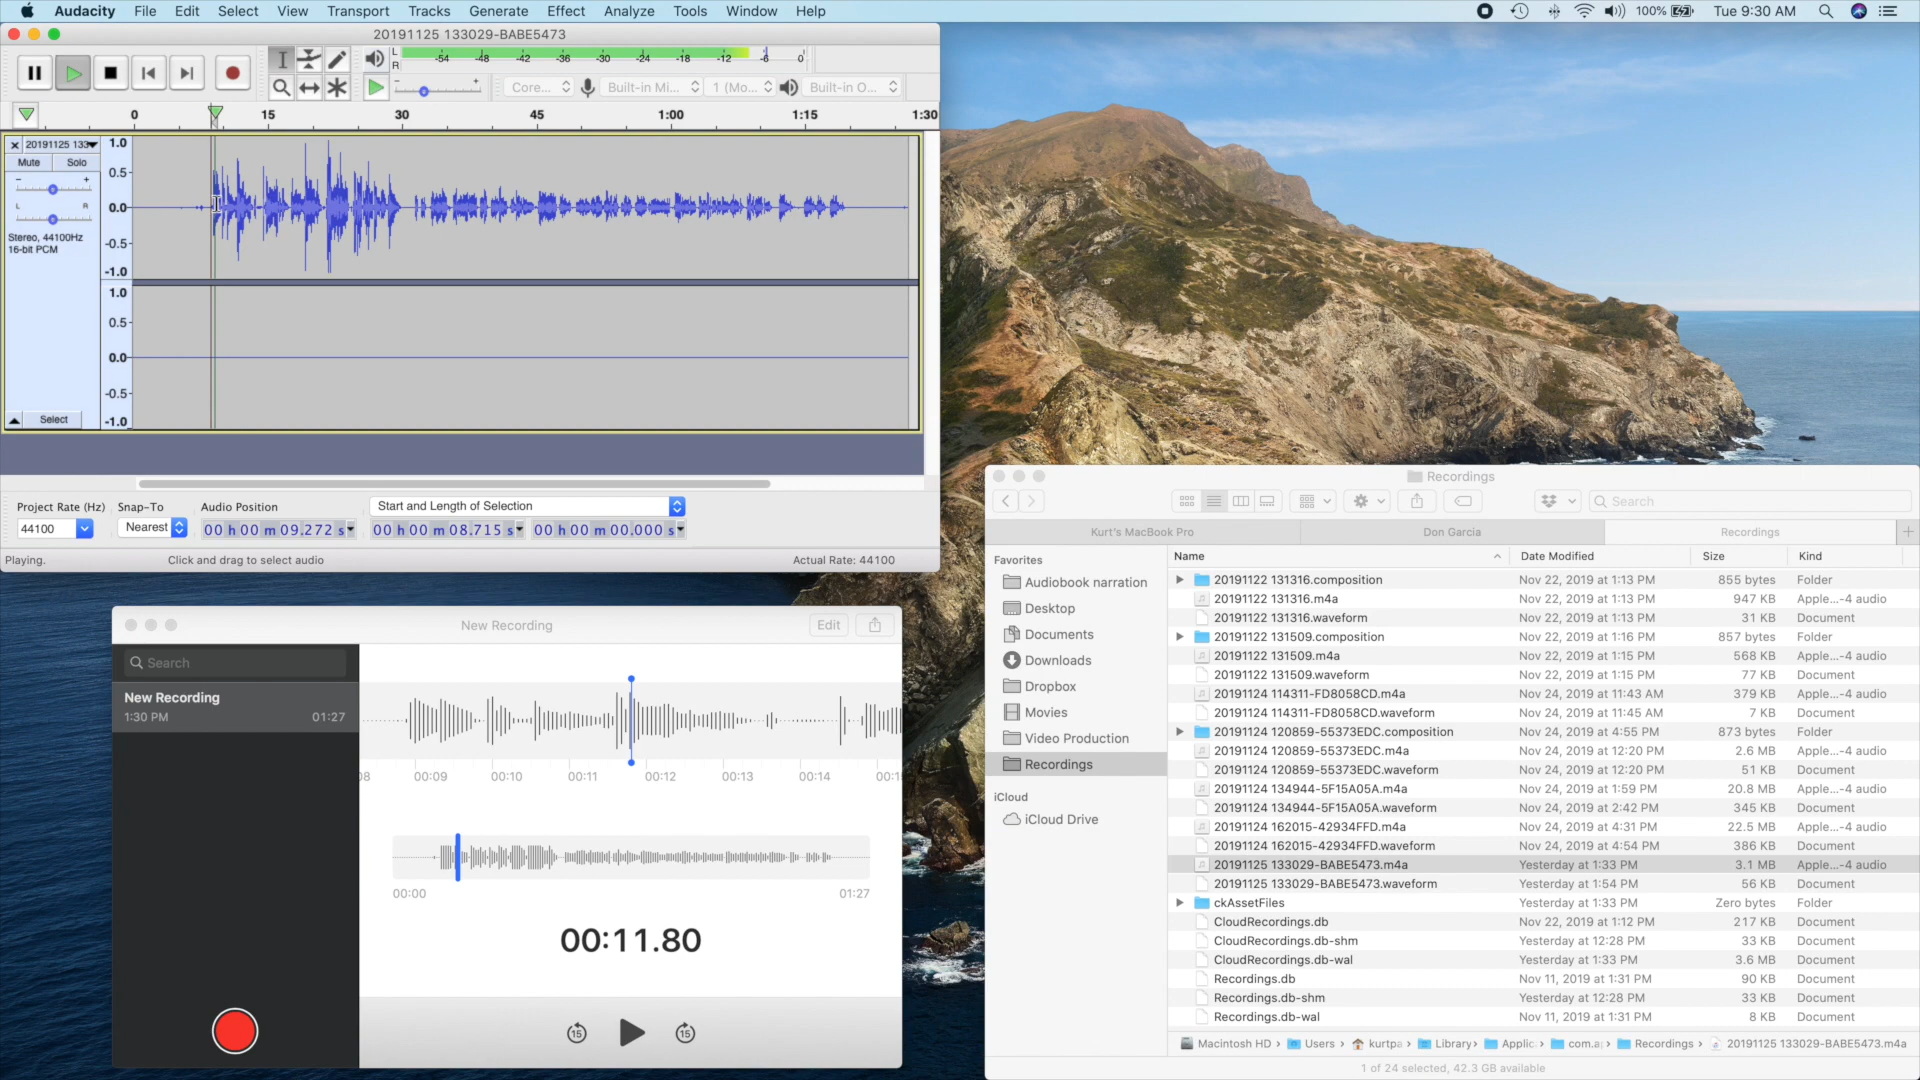 Audacity File Edit Select View Transport Tracks Generate Effect Analyze Tools Window Help 100% Tue 9:30 AM
20191125 133029-BABE5473
L
R
-54 -48 -42 -36 -30 -24 -18 -12 -6 0
- +
Core... Built-in Mi... 1 (Mo... Built-in O...
0 15 30 45 1:00 1:15 1:30
20191125 133
Mute Solo
- +
L R
Stereo, 44100Hz
16-bit PCM
1.0
0.5-
0.0-
-0.5-
-1.0
1.0
0.5-
0.0-
-0.5-
-1.0
Select
Project Rate (Hz) Snap-To Audio Position Start and Length of Selection
44100 Nearest 00 h 00 m 09.272 s 00 h 00 m 08.715 s 00 h 00 m 00.000 s
Playing. Click and drag to select audio Actual Rate: 44100
New Recording Edit
Search
New Recording
1:30 PM 01:27
8 00:09 00:10 00:11 00:12 00:13 00:14 00:1
00:00 01:27
00:11.80
15 15
Recordings
Search
Kurt's MacBook Pro Don Garcia Recordings
Favorites
Audiobook narration
Desktop
Documents
Downloads
Dropbox
Movies
Video Production
Recordings
iCloud
iCloud Drive
Name Date Modified Size Kind
20191122 131316.composition Nov 22, 2019 at 1:13 PM 855 bytes Folder
20191122 131316.m4a Nov 22, 2019 at 1:13 PM 947 KB Apple...-4 audio
20191122 131316.waveform Nov 22, 2019 at 1:13 PM 31 KB Document
20191122 131509.composition Nov 22, 2019 at 1:16 PM 857 bytes Folder
20191122 131509.m4a Nov 22, 2019 at 1:15 PM 568 KB Apple...-4 audio
20191122 131509.waveform Nov 22, 2019 at 1:15 PM 77 KB Document
20191124 114311-FD8058CD.m4a Nov 24, 2019 at 11:43 AM 379 KB Apple...-4 audio
20191124 114311-FD8058CD.waveform Nov 24, 2019 at 11:45 AM 7 KB Document
20191124 120859-55373EDC.composition Nov 24, 2019 at 4:55 PM 873 bytes Folder
20191124 120859-55373EDC.m4a Nov 24, 2019 at 12:20 PM 2.6 MB Apple...-4 audio
20191124 120859-55373EDC.waveform Nov 24, 2019 at 12:20 PM 51 KB Document
20191124 134944-5F15A05A.m4a Nov 24, 2019 at 1:59 PM 20.8 MB Apple...-4 audio
20191124 134944-5F15A05A.waveform Nov 24, 2019 at 2:42 PM 345 KB Document
20191124 162015-42934FFD.m4a Nov 24, 2019 at 4:31 PM 22.5 MB Apple...-4 audio
20191124 162015-42934FFD.waveform Nov 24, 2019 at 4:54 PM 386 KB Document
20191125 133029-BABE5473.m4a Yesterday at 1:33 PM 3.1 MB Apple...-4 audio
20191125 133029-BABE5473.waveform Yesterday at 1:54 PM 56 KB Document
ckAssetFiles Yesterday at 1:33 PM Zero bytes Folder
CloudRecordings.db Nov 22, 2019 at 1:12 PM 217 KB Document
CloudRecordings.db-shm Yesterday at 12:28 PM 33 KB Document
CloudRecordings.db-wal Yesterday at 1:33 PM 3.6 MB Document
Recordings.db Nov 11, 2019 at 1:31 PM 90 KB Document
Recordings.db-shm Yesterday at 12:28 PM 33 KB Document
Recordings.db-wal Nov 11, 2019 at 1:31 PM 8 KB Document
Macintosh HD › Users › kurtpa › Library › Applic › com.a › Recordings › 20191125 133029-BABE5473.m4a
1 of 24 selected, 42.3 GB available